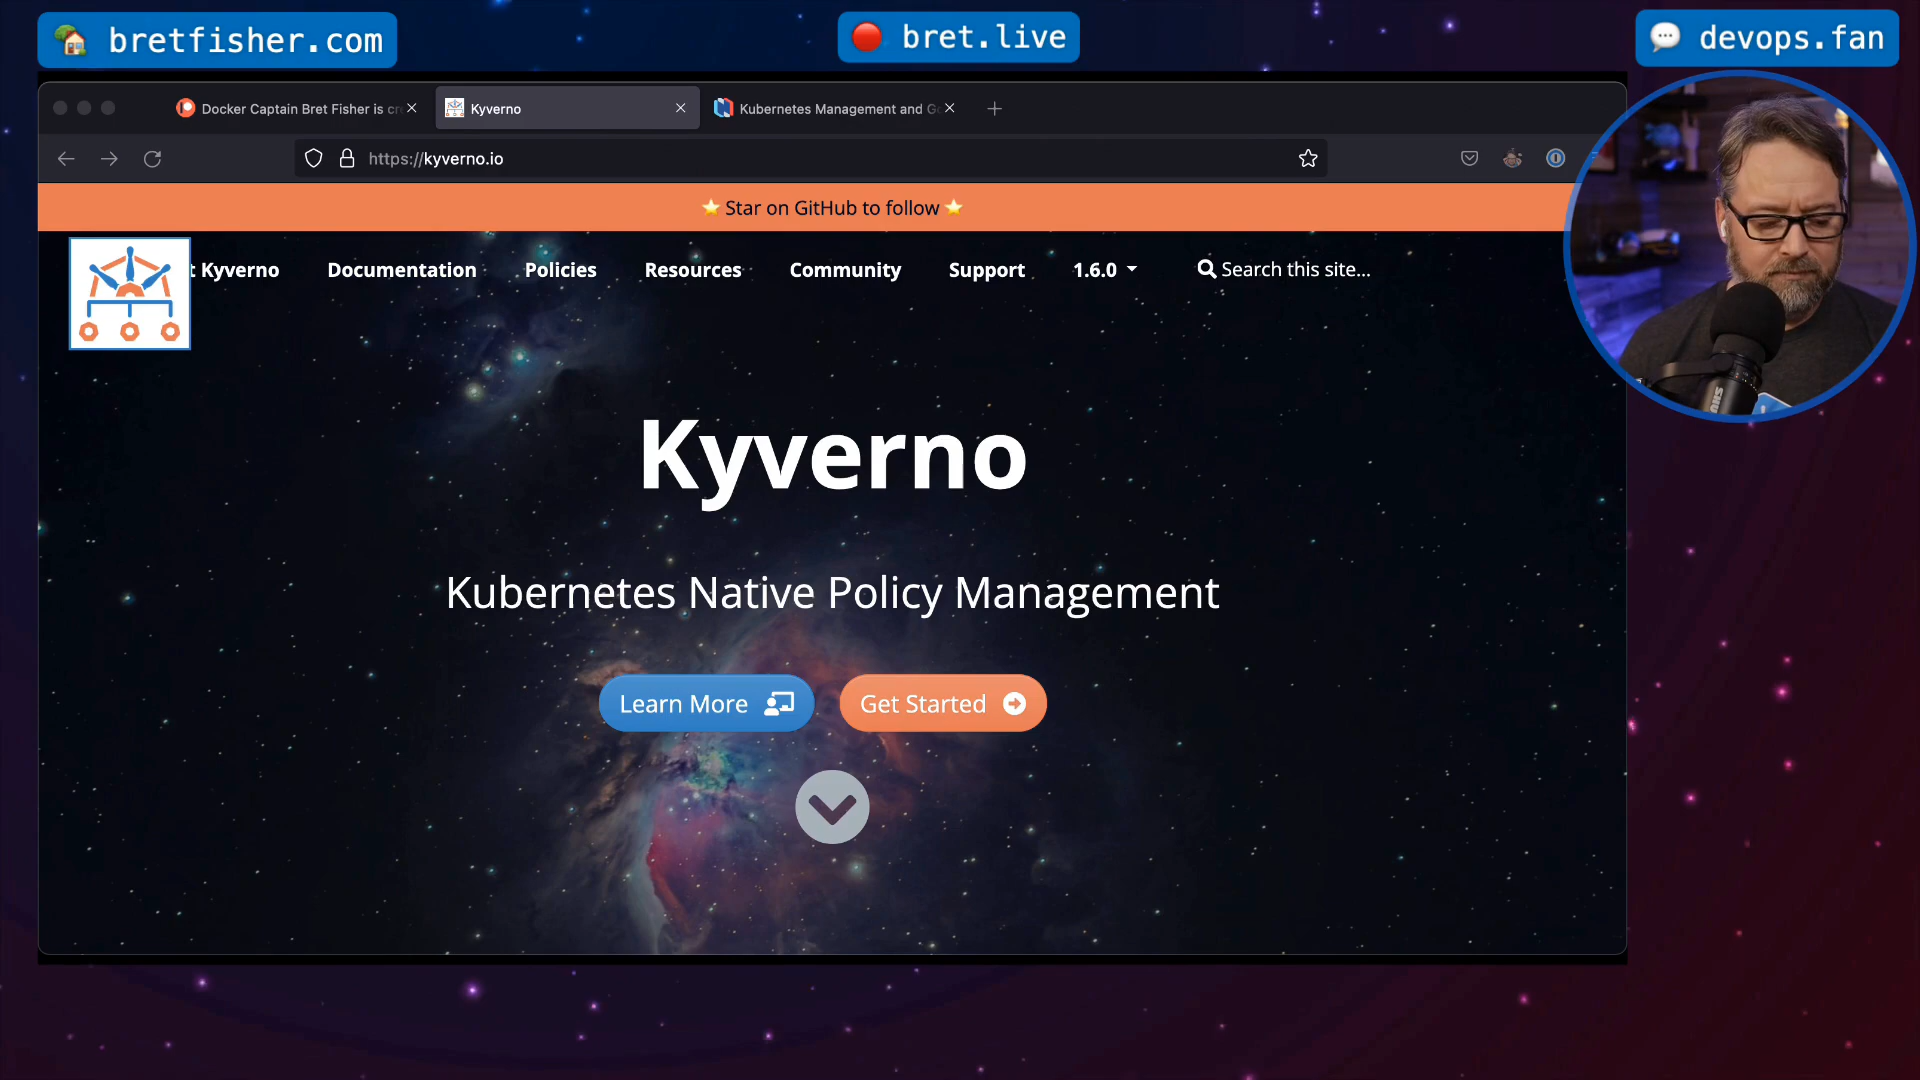 bretfisher.com
bret.live
devops.fan
Docker Captain Bret Fisher is cre
Kyverno
Kubernetes Management and Go
https://kyverno.io
Star on GitHub to follow
t Kyverno
Documentation
Policies
Resources
Community
Support
1.6.0
Search this site...
Kyverno
Kubernetes Native Policy Management
Learn More
Get Started